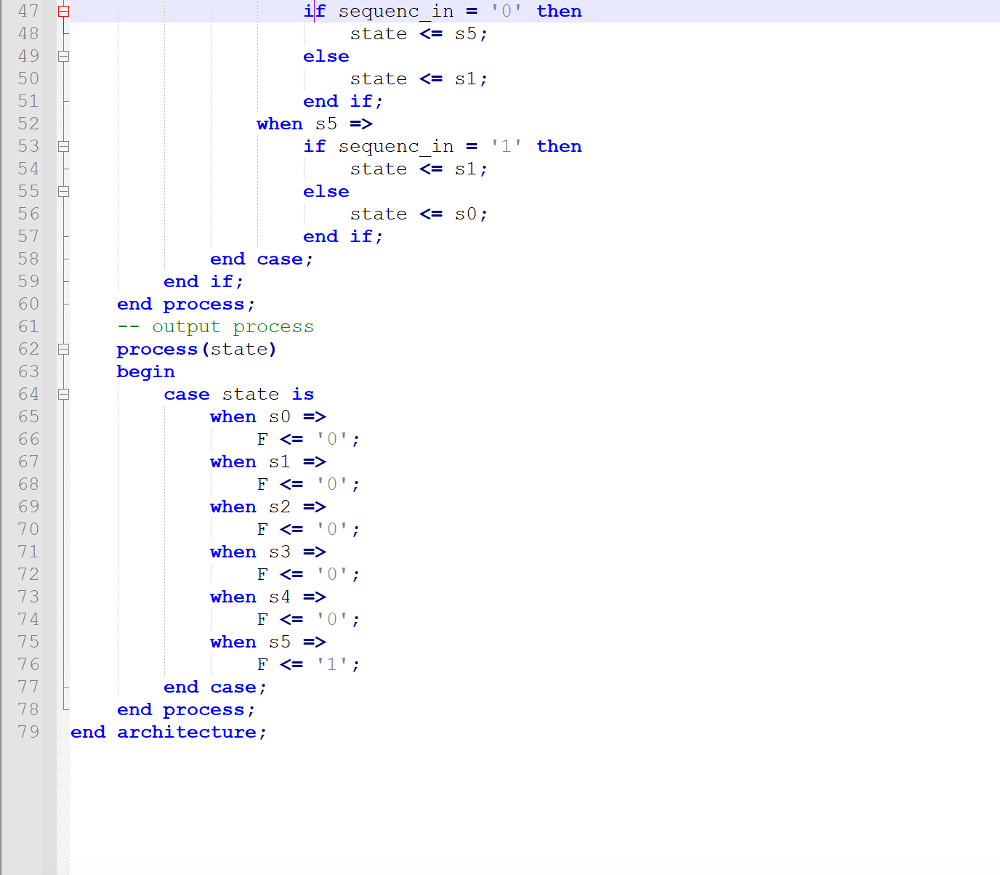 47 if sequenc_in = '0' then
48 state <= s5;
49 else
50 state <= s1;
51 end if;
52 when s5 =>
53 if sequenc_in = '1' then
54 state <= s1;
55 else
56 state <= s0;
57 end if;
58 end case;
59 end if;
60 end process;
61 -- output process
62 process(state)
63 begin
64 case state is
65 when s0 =>
66 F <= '0';
67 when s1 =>
68 F <= '0';
69 when s2 =>
70 F <= '0';
71 when s3 =>
72 F <= '0';
73 when s4 =>
74 F <= '0';
75 when s5 =>
76 F <= '1';
77 end case;
78 end process;
79 end architecture;